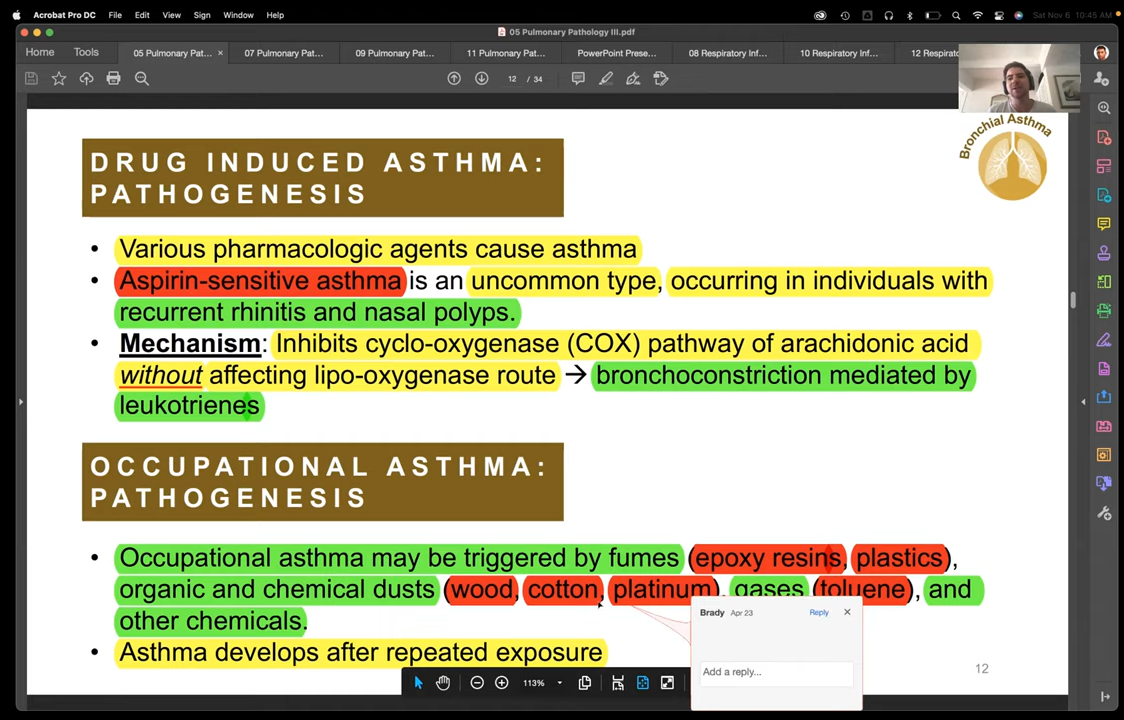 Acrobat Pro DC File Edit View Sign Window Help Sat Nov 6 10:45 AM
05 Pulmonary Pathology III.pdf
Home Tools 05 Pulmonary Pat... × 07 Pulmonary Pat... 09 Pulmonary Pat... 11 Pulmonary Pat... PowerPoint Prese... 08 Respiratory Inf... 10 Respiratory Inf... 12 Respirato
12 / 34
Bronchial Asthma
DRUG INDUCED ASTHMA:
PATHOGENESIS
• Various pharmacologic agents cause asthma
• Aspirin-sensitive asthma is an uncommon type, occurring in individuals with
recurrent rhinitis and nasal polyps.
• Mechanism: Inhibits cyclo-oxygenase (COX) pathway of arachidonic acid
without affecting lipo-oxygenase route → bronchoconstriction mediated by
leukotrienes
OCCUPATIONAL ASTHMA:
PATHOGENESIS
• Occupational asthma may be triggered by fumes (epoxy resins, plastics),
organic and chemical dusts (wood, cotton, platinum), gases (toluene), and
other chemicals.
• Asthma develops after repeated exposure
Brady Apr 23 Reply ×
Add a reply...
113%
12